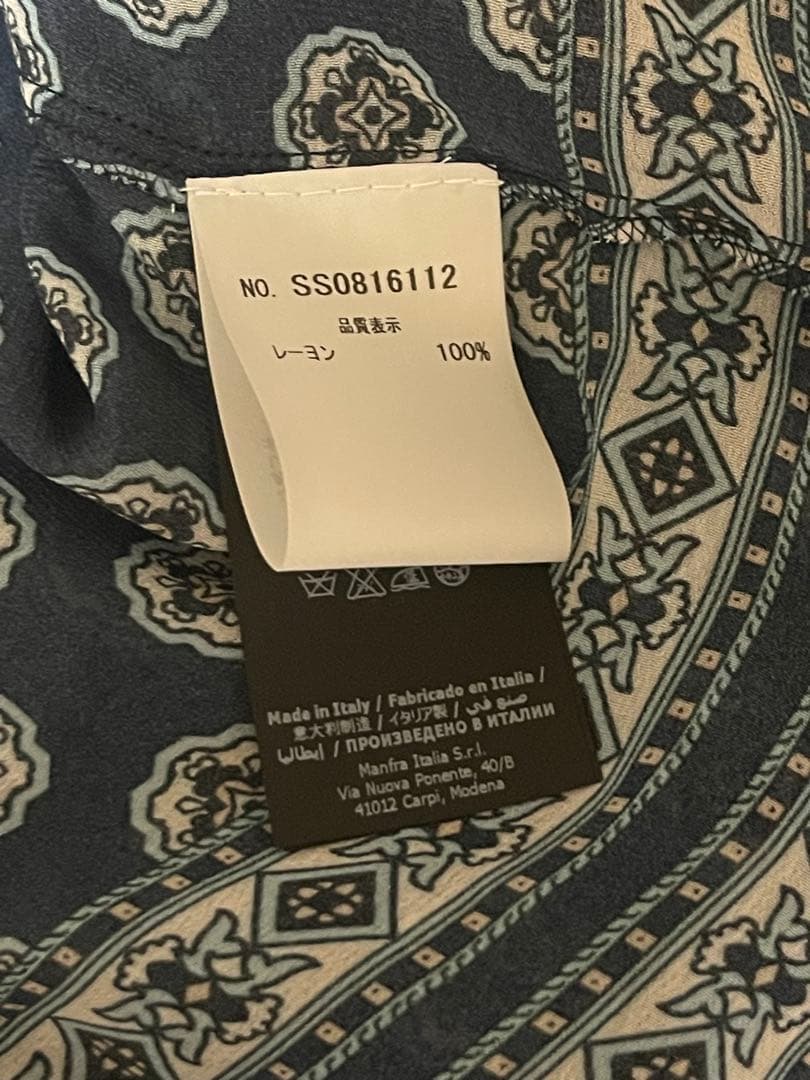 NO. SS0816112
品質表示
レーヨン 100%
Made in Italy / Fabricado en Italia /
意大利制造 / イタリア製 / صنع في
إيطاليا / ПРОИЗВЕДЕНО В ИТАЛИИ
Manfra Italia S.r.l.
Via Nuova Ponente, 40/B
41012 Carpi, Modena